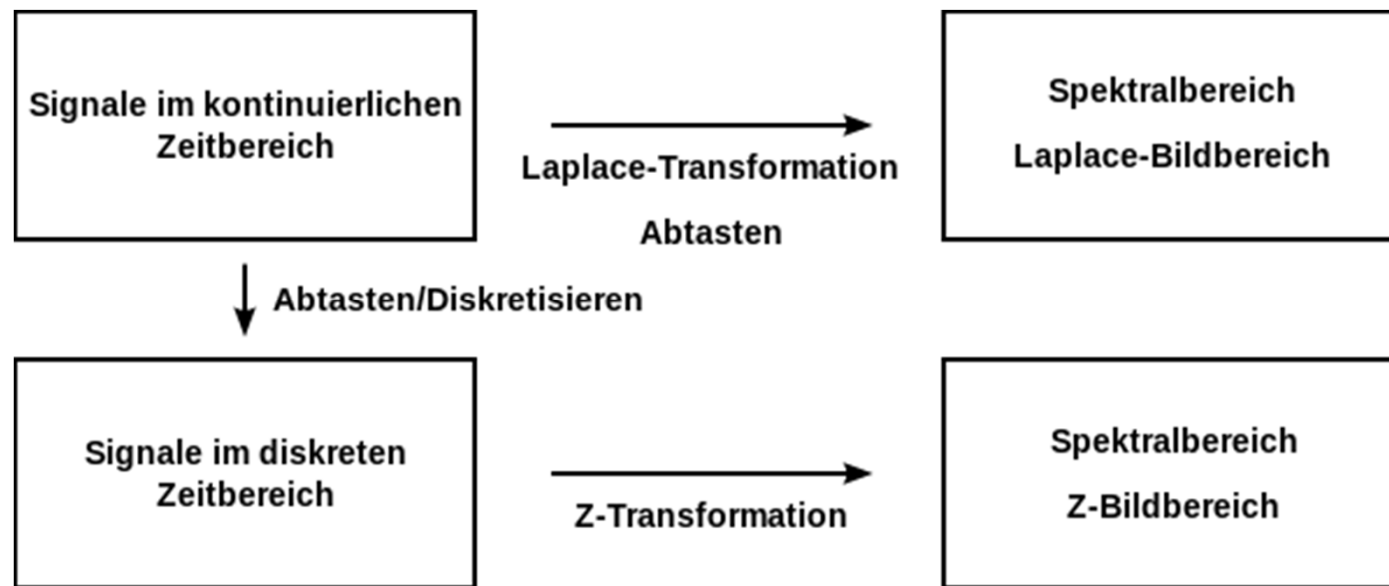 Signale im kontinuierlichen
Zeitbereich
Laplace-Transformation
Abtasten
Spektralbereich
Laplace-Bildbereich
Abtasten/Diskretisieren
Signale im diskreten
Zeitbereich
Z-Transformation
Spektralbereich
Z-Bildbereich